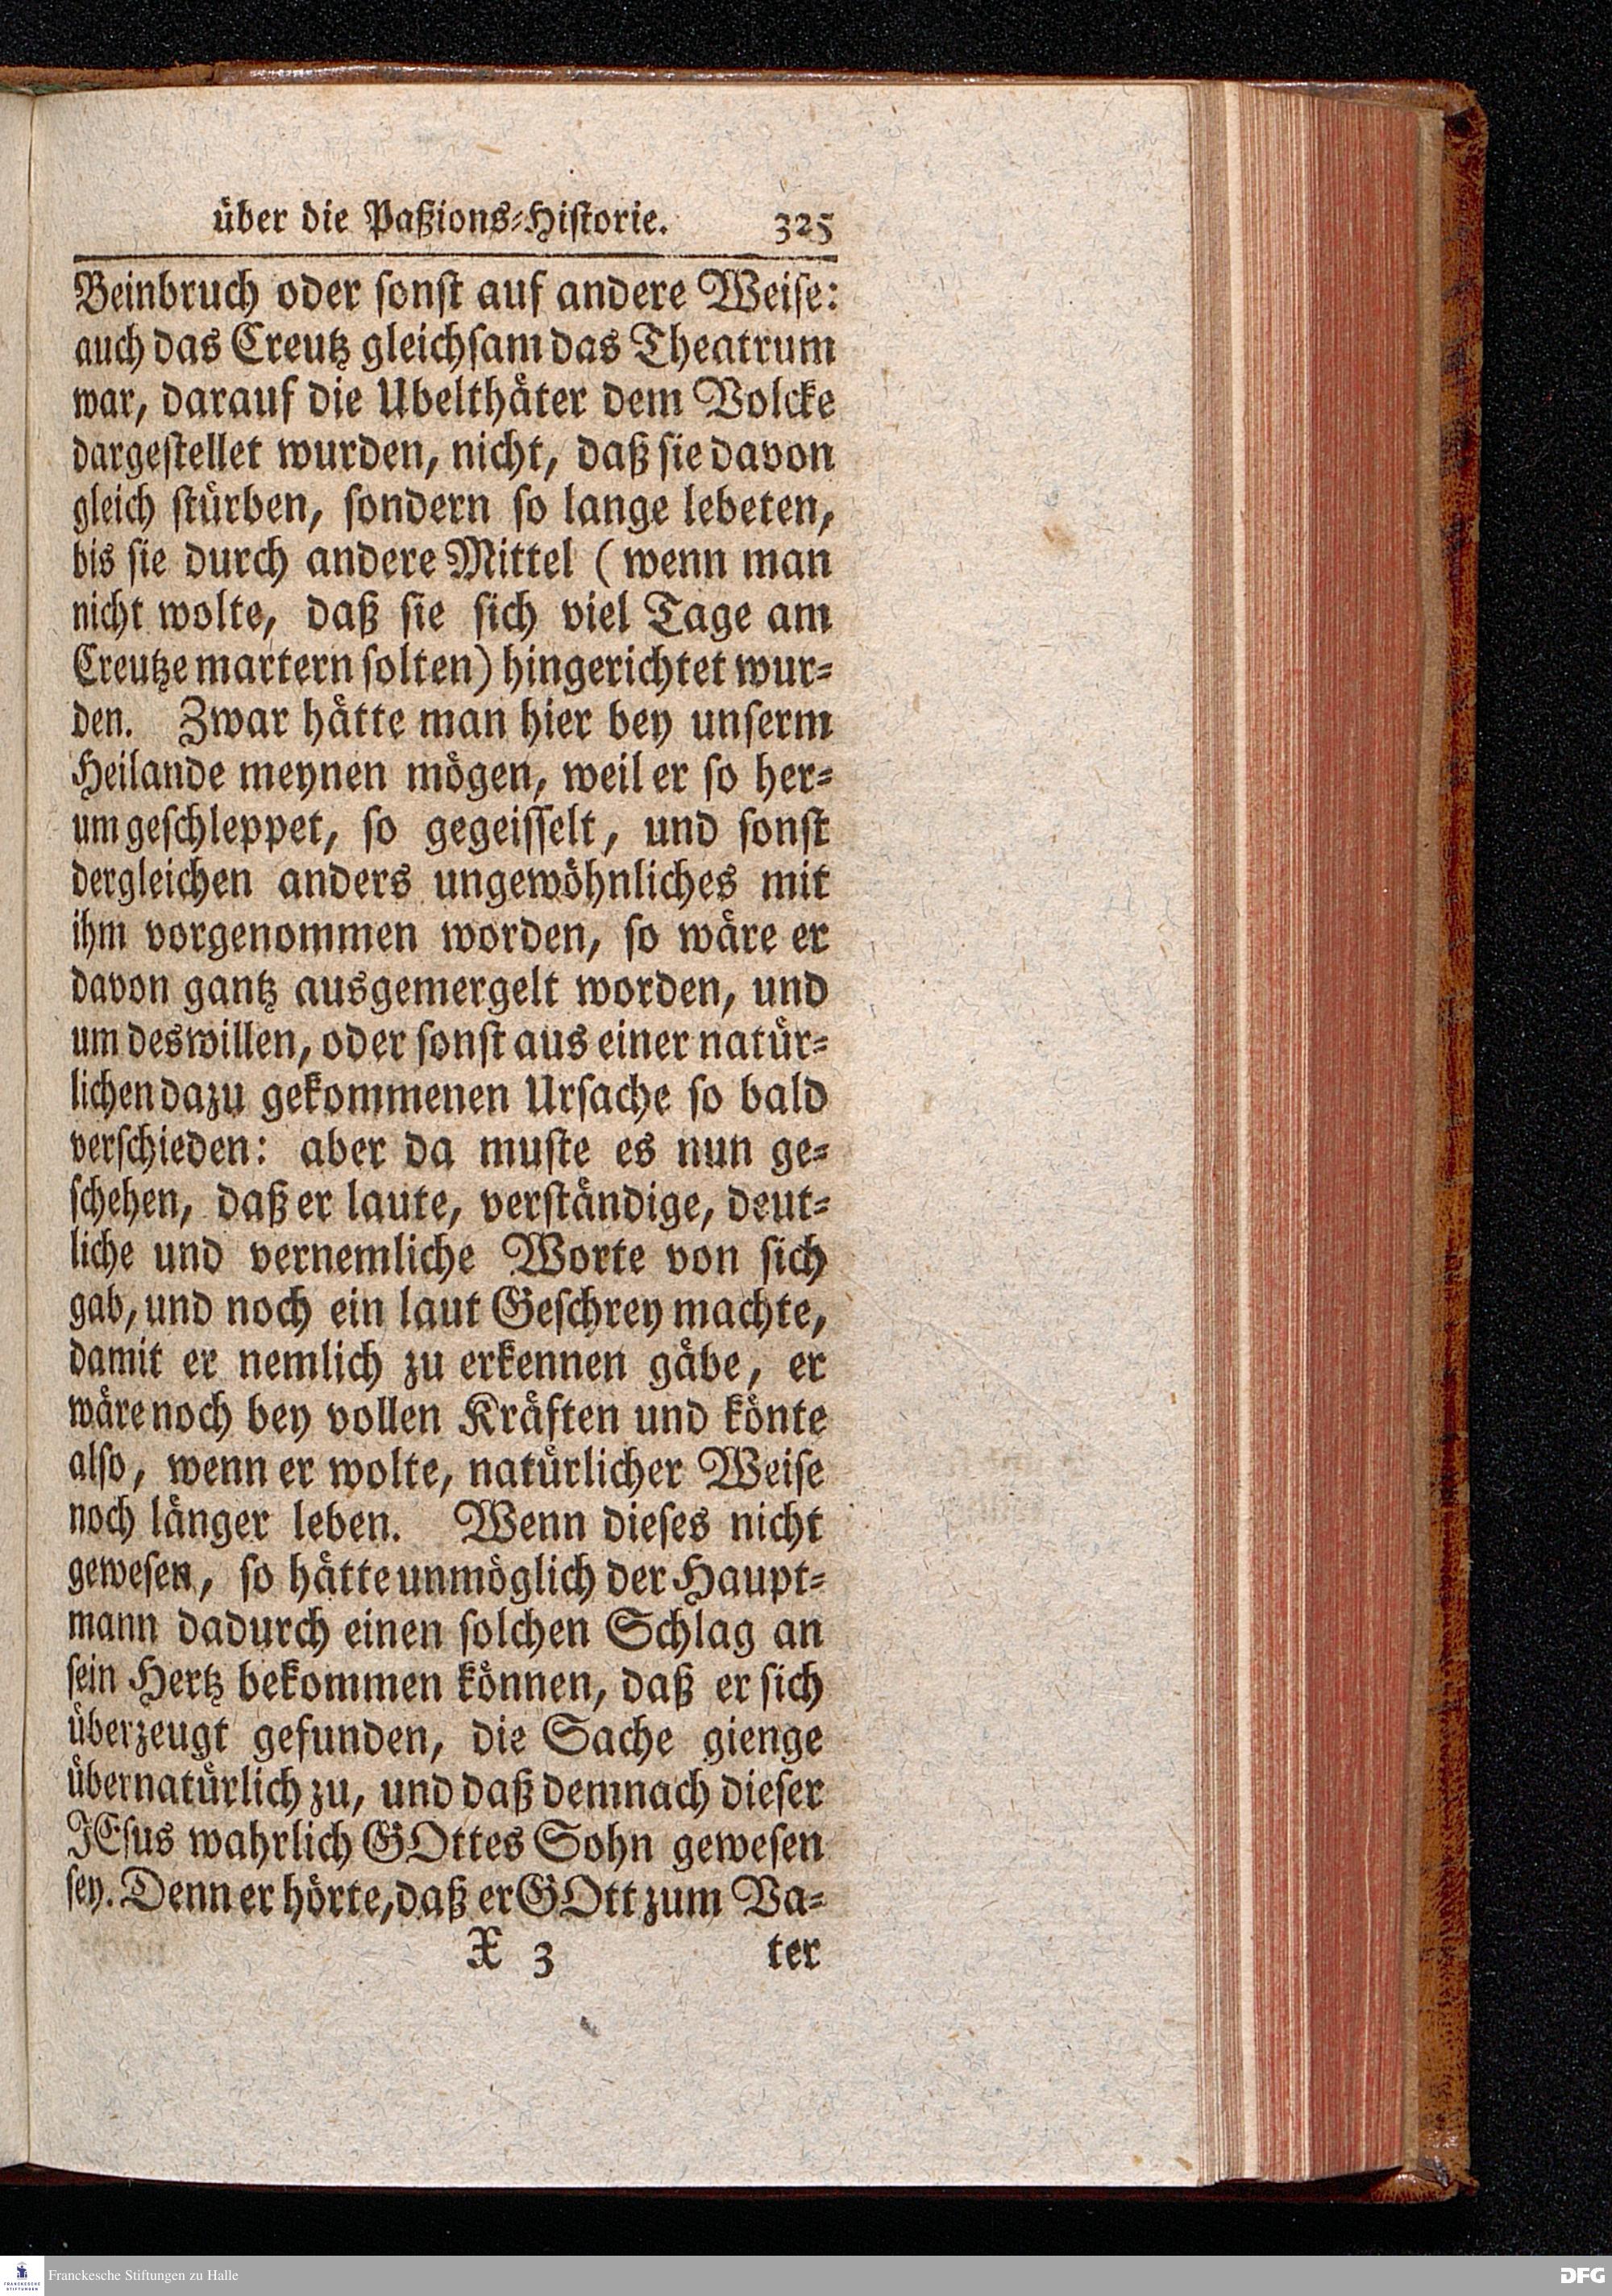 über die Paßions-Historie. 325
Beinbruch oder sonst auf andere Weise:
auch das Creutz gleichsam das Theatrum
war, darauf die Ubelthäter dem Volcke
dargestellet wurden, nicht, daß sie davon
gleich stürben, sondern so lange lebeten,
bis sie durch andere Mittel (wenn man
nicht wolte, daß sie sich viel Tage am
Creutze martern solten) hingerichtet wur-
den. Zwar hätte man hier bey unserm
Heilande meynen mögen, weil er so her-
um geschleppet, so gegeisselt, und sonst
dergleichen anders ungewöhnliches mit
ihm vorgenommen worden, so wäre er
davon gantz ausgemergelt worden, und
um deswillen, oder sonst aus einer natür-
lichen dazu gekommenen Ursache so bald
verschieden: aber da muste es nun ge-
schehen, daß er laute, verständige, deut-
liche und vernemliche Worte von sich
gab, und noch ein laut Geschrey machte,
damit er nemlich zu erkennen gäbe, er
wäre noch bey vollen Kräften und könte
also, wenn er wolte, natürlicher Weise
noch länger leben. Wenn dieses nicht
gewesen, so hätte unmöglich der Haupt-
mann dadurch einen solchen Schlag an
sein Hertz bekommen können, daß er sich
überzeugt gefunden, die Sache gienge
übernatürlich zu, und daß demnach dieser
JEsus wahrlich GOttes Sohn gewesen
sey. Denn er hörte, daß er GOtt zum Va-
X 3 ter
Franckesche Stiftungen zu Halle
DFG